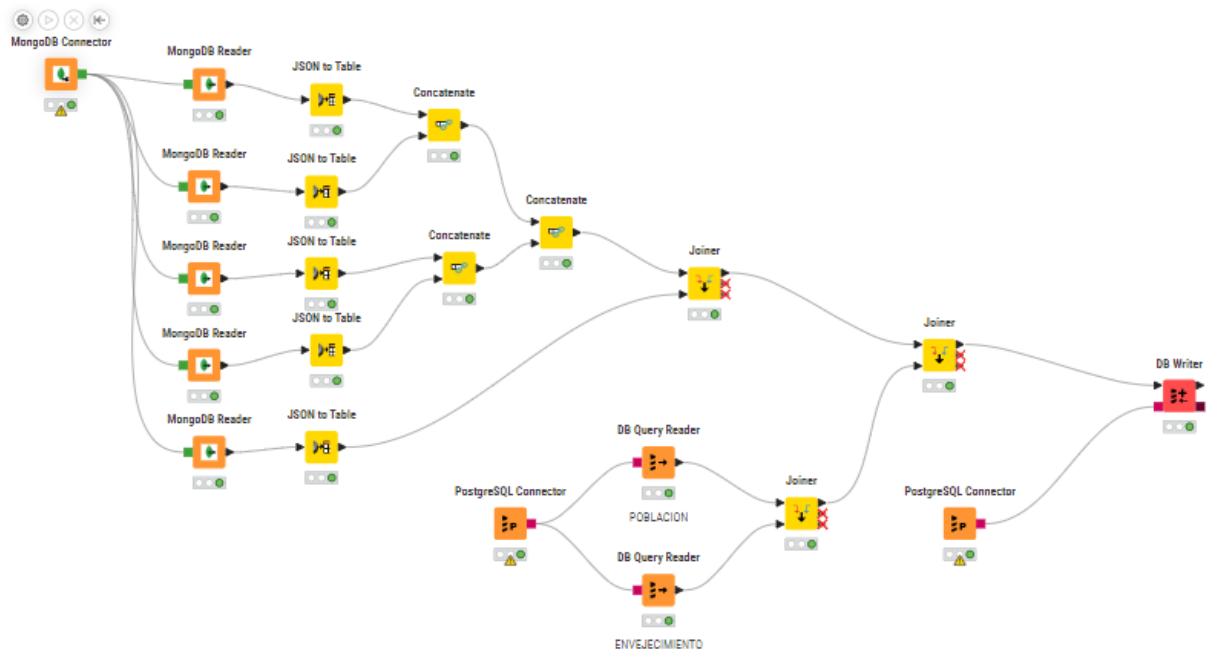 MongoDB Connector
MongoDB Reader
JSON to Table
Concatenate
MongoDB Reader
JSON to Table
Concatenate
MongoDB Reader
JSON to Table
Concatenate
Joiner
MongoDB Reader
JSON to Table
Joiner
DB Writer
MongoDB Reader
JSON to Table
DB Query Reader
POBLACION
PostgreSQL Connector
P
Joiner
PostgreSQL Connector
P
DB Query Reader
ENVEJECIMIENTO